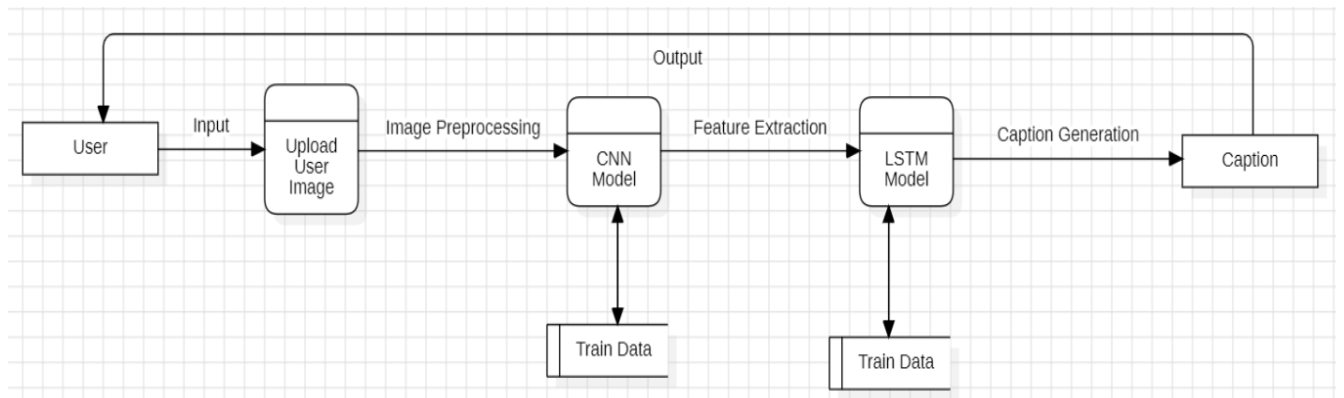 Output
User
Input
Upload
User
Image
Image Preprocessing
CNN
Model
Feature Extraction
LSTM
Model
Caption Generation
Caption
Train Data
Train Data